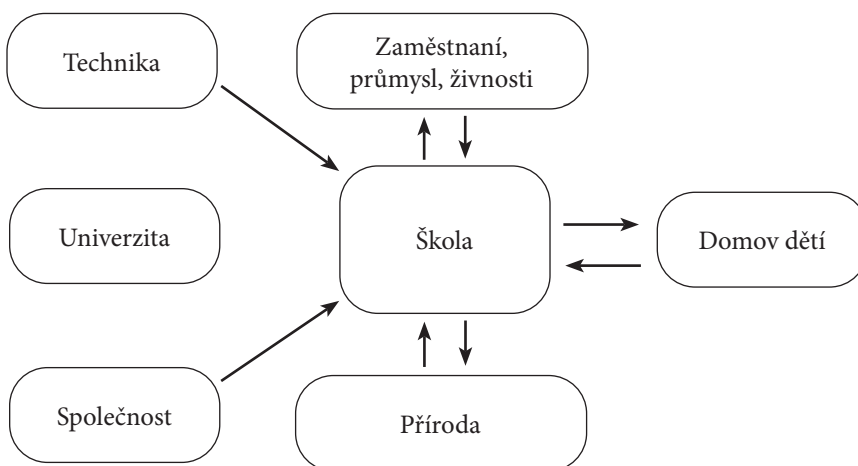 Technika
Zaměstnaní,
průmysl, živnosti
Univerzita
Škola
Domov dětí
Společnost
Příroda